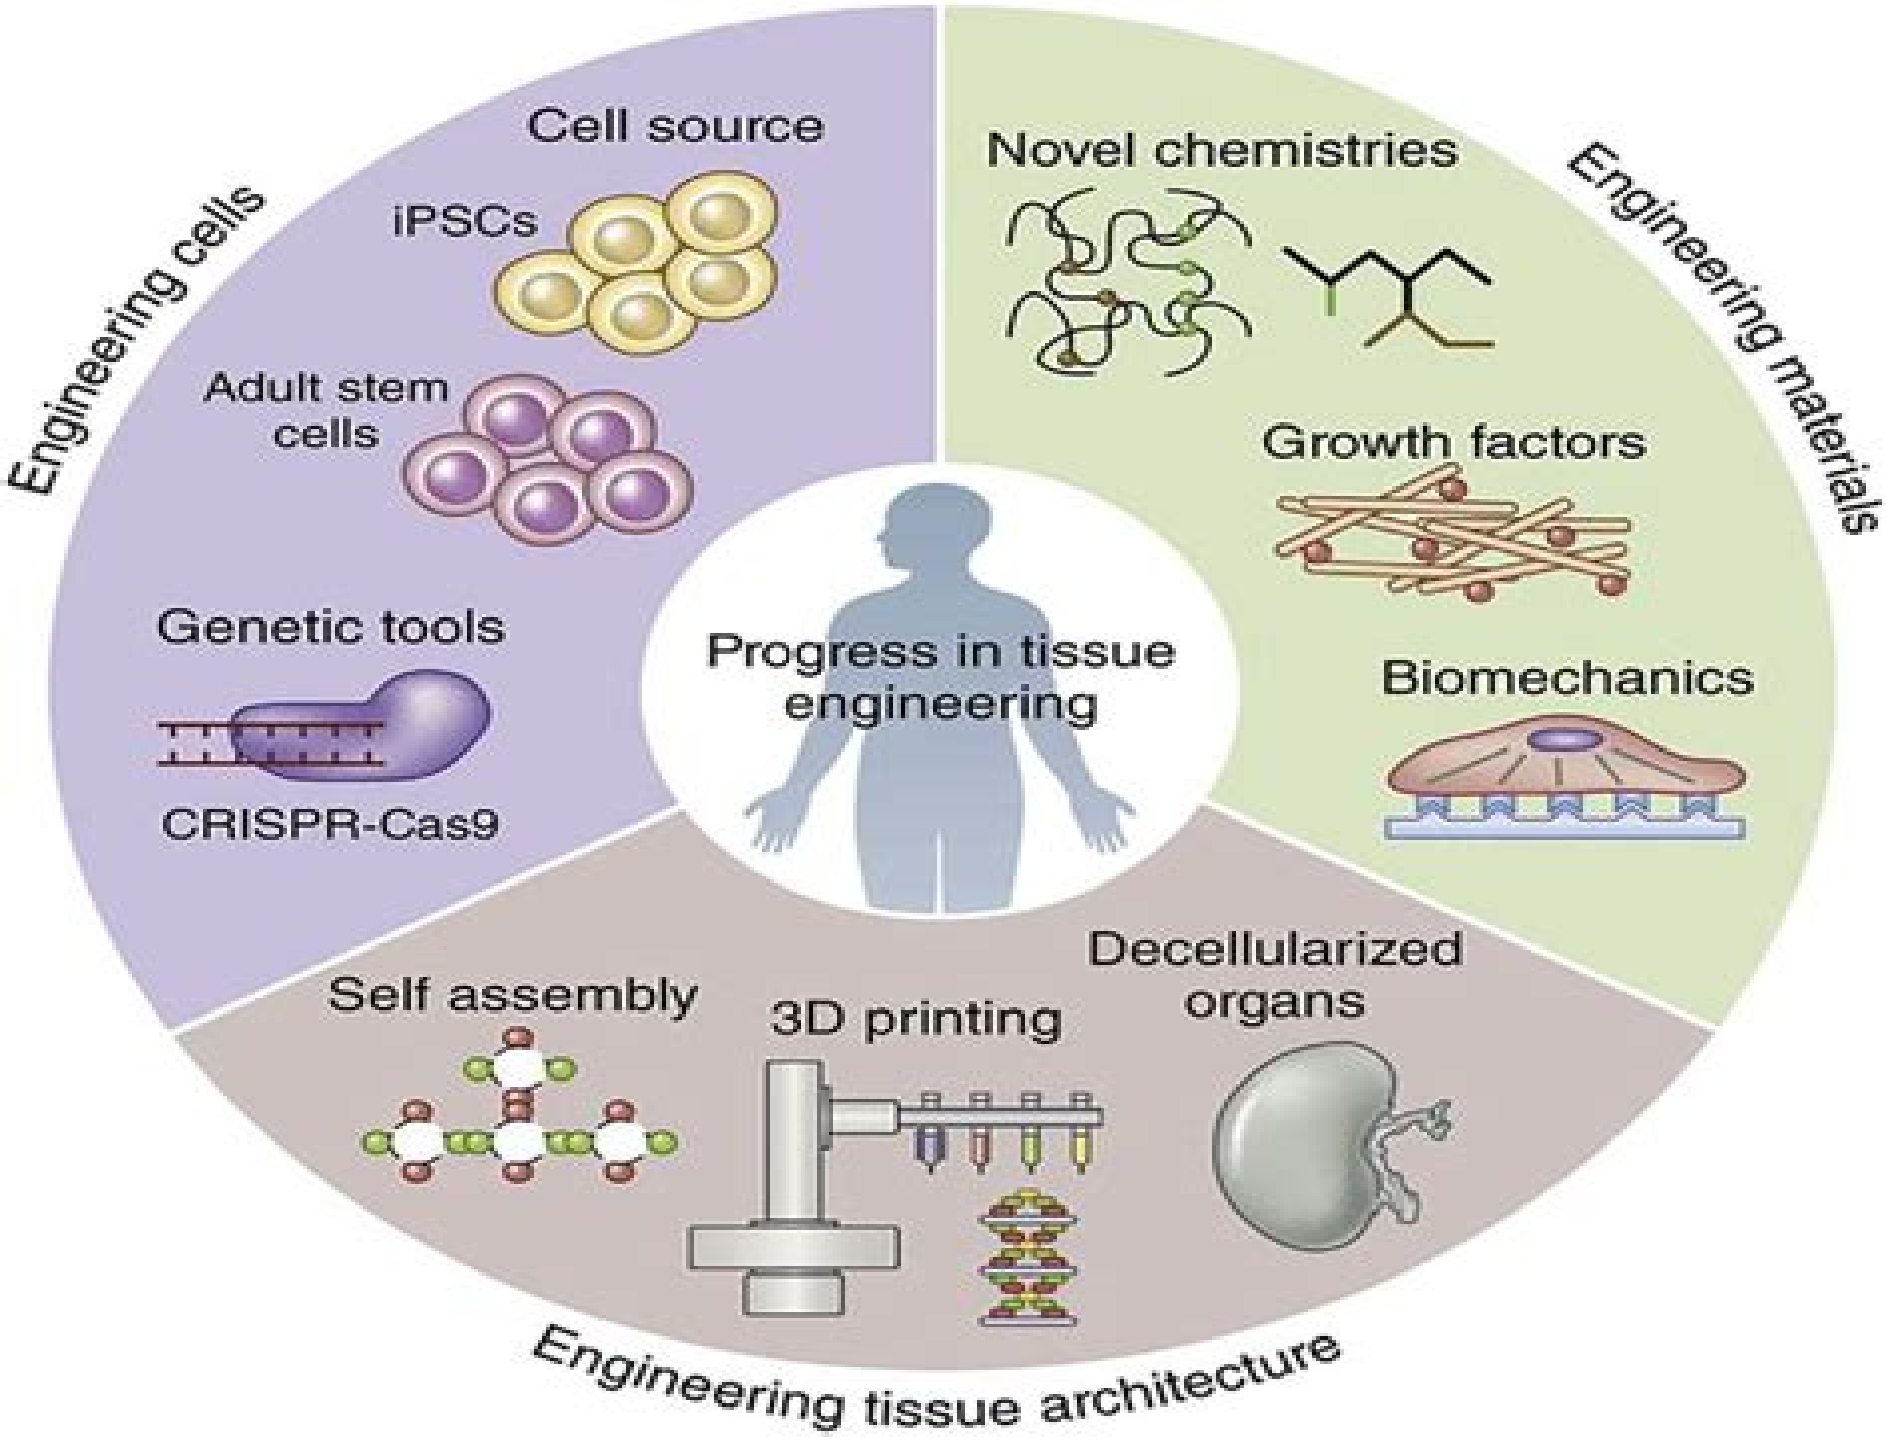 Engineering cells
Cell source
iPSCs
Adult stem
cells
Genetic tools
CRISPR-Cas9
Engineering materials
Novel chemistries
Growth factors
Biomechanics
Progress in tissue
engineering
Self assembly
3D printing
Decellularized
organs
Engineering tissue architecture